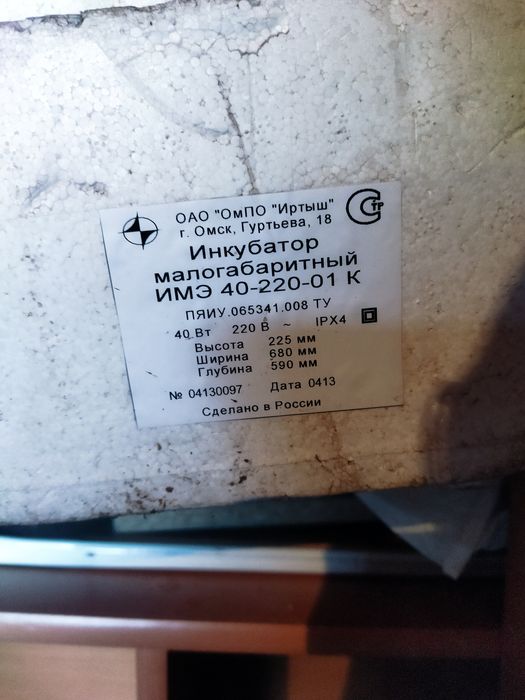 ОАО "ОмПО "Иртыш"
г. Омск, Гуртьева, 18
Инкубатор
малогабаритный
ИМЭ 40-220-01 К
ПЯИУ.065341.008 ТУ
40 Вт 220 В ~ IPX4
Высота 225 мм
Ширина 680 мм
Глубина 590 мм
№ 04130097 Дата 0413
Сделано в России